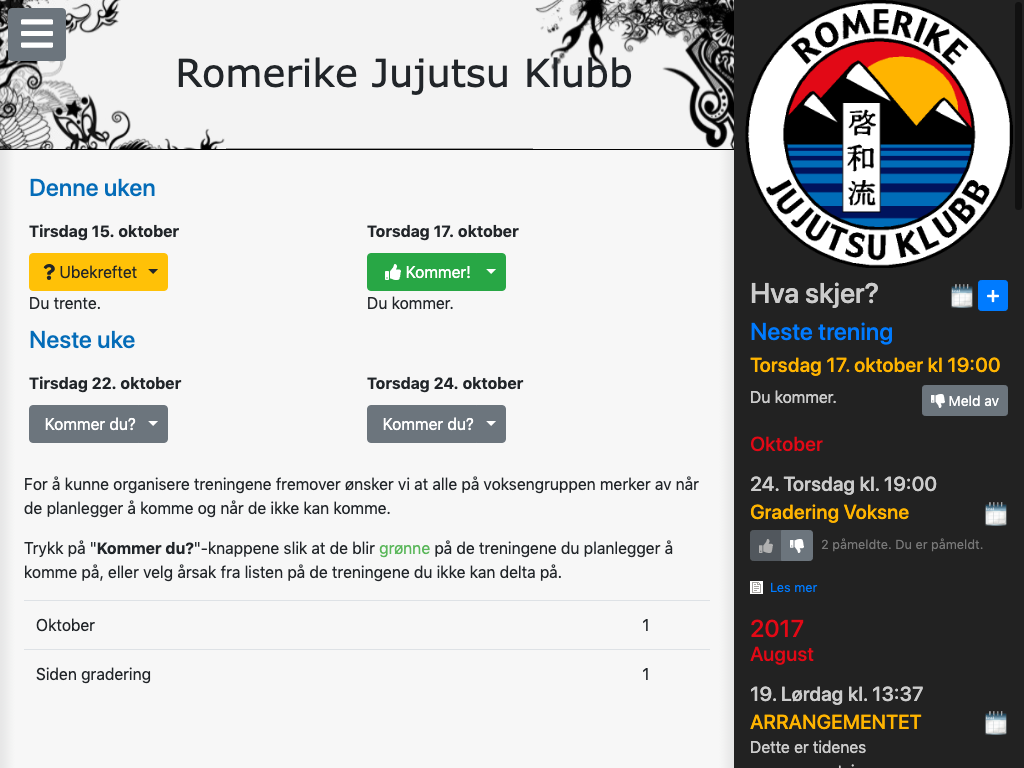 Romerike Jujutsu Klubb
Denne uken
Tirsdag 15. oktober
Torsdag 17. oktober
? Ubekreftet
Kommer!
Du trente.
Du kommer.
Neste uke
Tirsdag 22. oktober
Torsdag 24. oktober
Kommer du?
Kommer du?
For å kunne organisere treningene fremover ønsker vi at alle på voksengruppen merker av når
de planlegger å komme og når de ikke kan komme.
Trykk på "Kommer du?"-knappene slik at de blir grønne på de treningene du planlegger å
komme på, eller velg årsak fra listen på de treningene du ikke kan delta på.
Oktober 1
Siden gradering 1
ROMERIKE
啓和流
JUJUTSU KLUBB
Hva skjer?
+
Neste trening
Torsdag 17. oktober kl 19:00
Du kommer.
Meld av
Oktober
24. Torsdag kl. 19:00
Gradering Voksne
2 påmeldte. Du er påmeldt.
Les mer
2017
August
19. Lørdag kl. 13:37
ARRANGEMENTET
Dette er tidenes